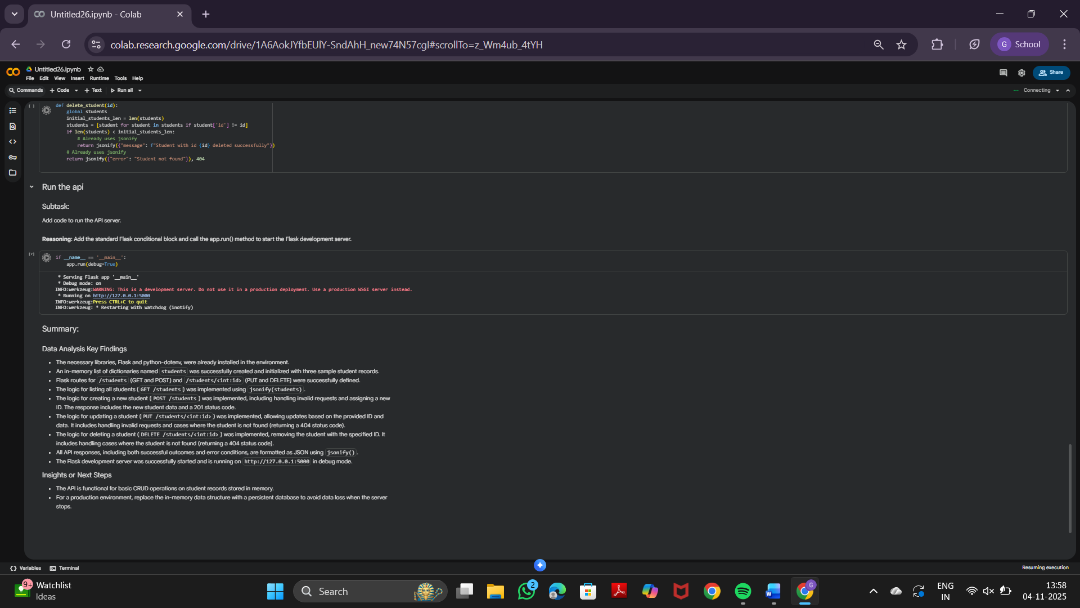 Untitled26.ipynb - Colab
colab.research.google.com/drive/1A6AokJYfbEUlY-SndAhH_new74N57cgI#scrollTo=z_Wm4ub_4tYH
G School
Untitled26.ipynb
File Edit View Insert Runtime Tools Help
Share
Commands + Code + Text Run all
Connecting
def delete_student(id):
global students
initial_students_len = len(students)
students = [student for student in students if student['id'] != id]
if len(students) < initial_students_len:
# Already uses jsonify
return jsonify({"message": f"Student with id {id} deleted successfully"})
# Already uses jsonify
return jsonify({"error": "Student not found"}), 404
Run the api
Subtask:
Add code to run the API server.
Reasoning: Add the standard Flask conditional block and call the app.run() method to start the Flask development server.
if __name__ == '__main__':
app.run(debug=True)
* Serving Flask app '__main__'
* Debug mode: on
INFO:werkzeug:WARNING: This is a development server. Do not use it in a production deployment. Use a production WSGI server instead.
* Running on http://127.0.0.1:5000
INFO:werkzeug:Press CTRL+C to quit
INFO:werkzeug: * Restarting with watchdog (inotify)
Summary:
Data Analysis Key Findings
• The necessary libraries, Flask and python-dotenv, were already installed in the environment.
• An in-memory list of dictionaries named students was successfully created and initialized with three sample student records.
• Flask routes for /students (GET and POST) and /students/<int:id> (PUT and DELETE) were successfully defined.
• The logic for listing all students ( GET /students ) was implemented using jsonify(students) .
• The logic for creating a new student ( POST /students ) was implemented, including handling invalid requests and assigning a new
ID. The response includes the new student data and a 201 status code.
• The logic for updating a student ( PUT /students/<int:id> ) was implemented, allowing updates based on the provided ID and
data. It includes handling invalid requests and cases where the student is not found (returning a 404 status code).
• The logic for deleting a student ( DELETE /students/<int:id> ) was implemented, removing the student with the specified ID. It
includes handling cases where the student is not found (returning a 404 status code).
• All API responses, including both successful outcomes and error conditions, are formatted as JSON using jsonify() .
• The Flask development server was successfully started and is running on http://127.0.0.1:5000 in debug mode.
Insights or Next Steps
• The API is functional for basic CRUD operations on student records stored in memory.
• For a production environment, replace the in-memory data structure with a persistent database to avoid data loss when the server
stops.
Variables Terminal
Resuming execution
9+ Watchlist
Ideas
Search
2
ENG
IN
13:58
04-11-2025